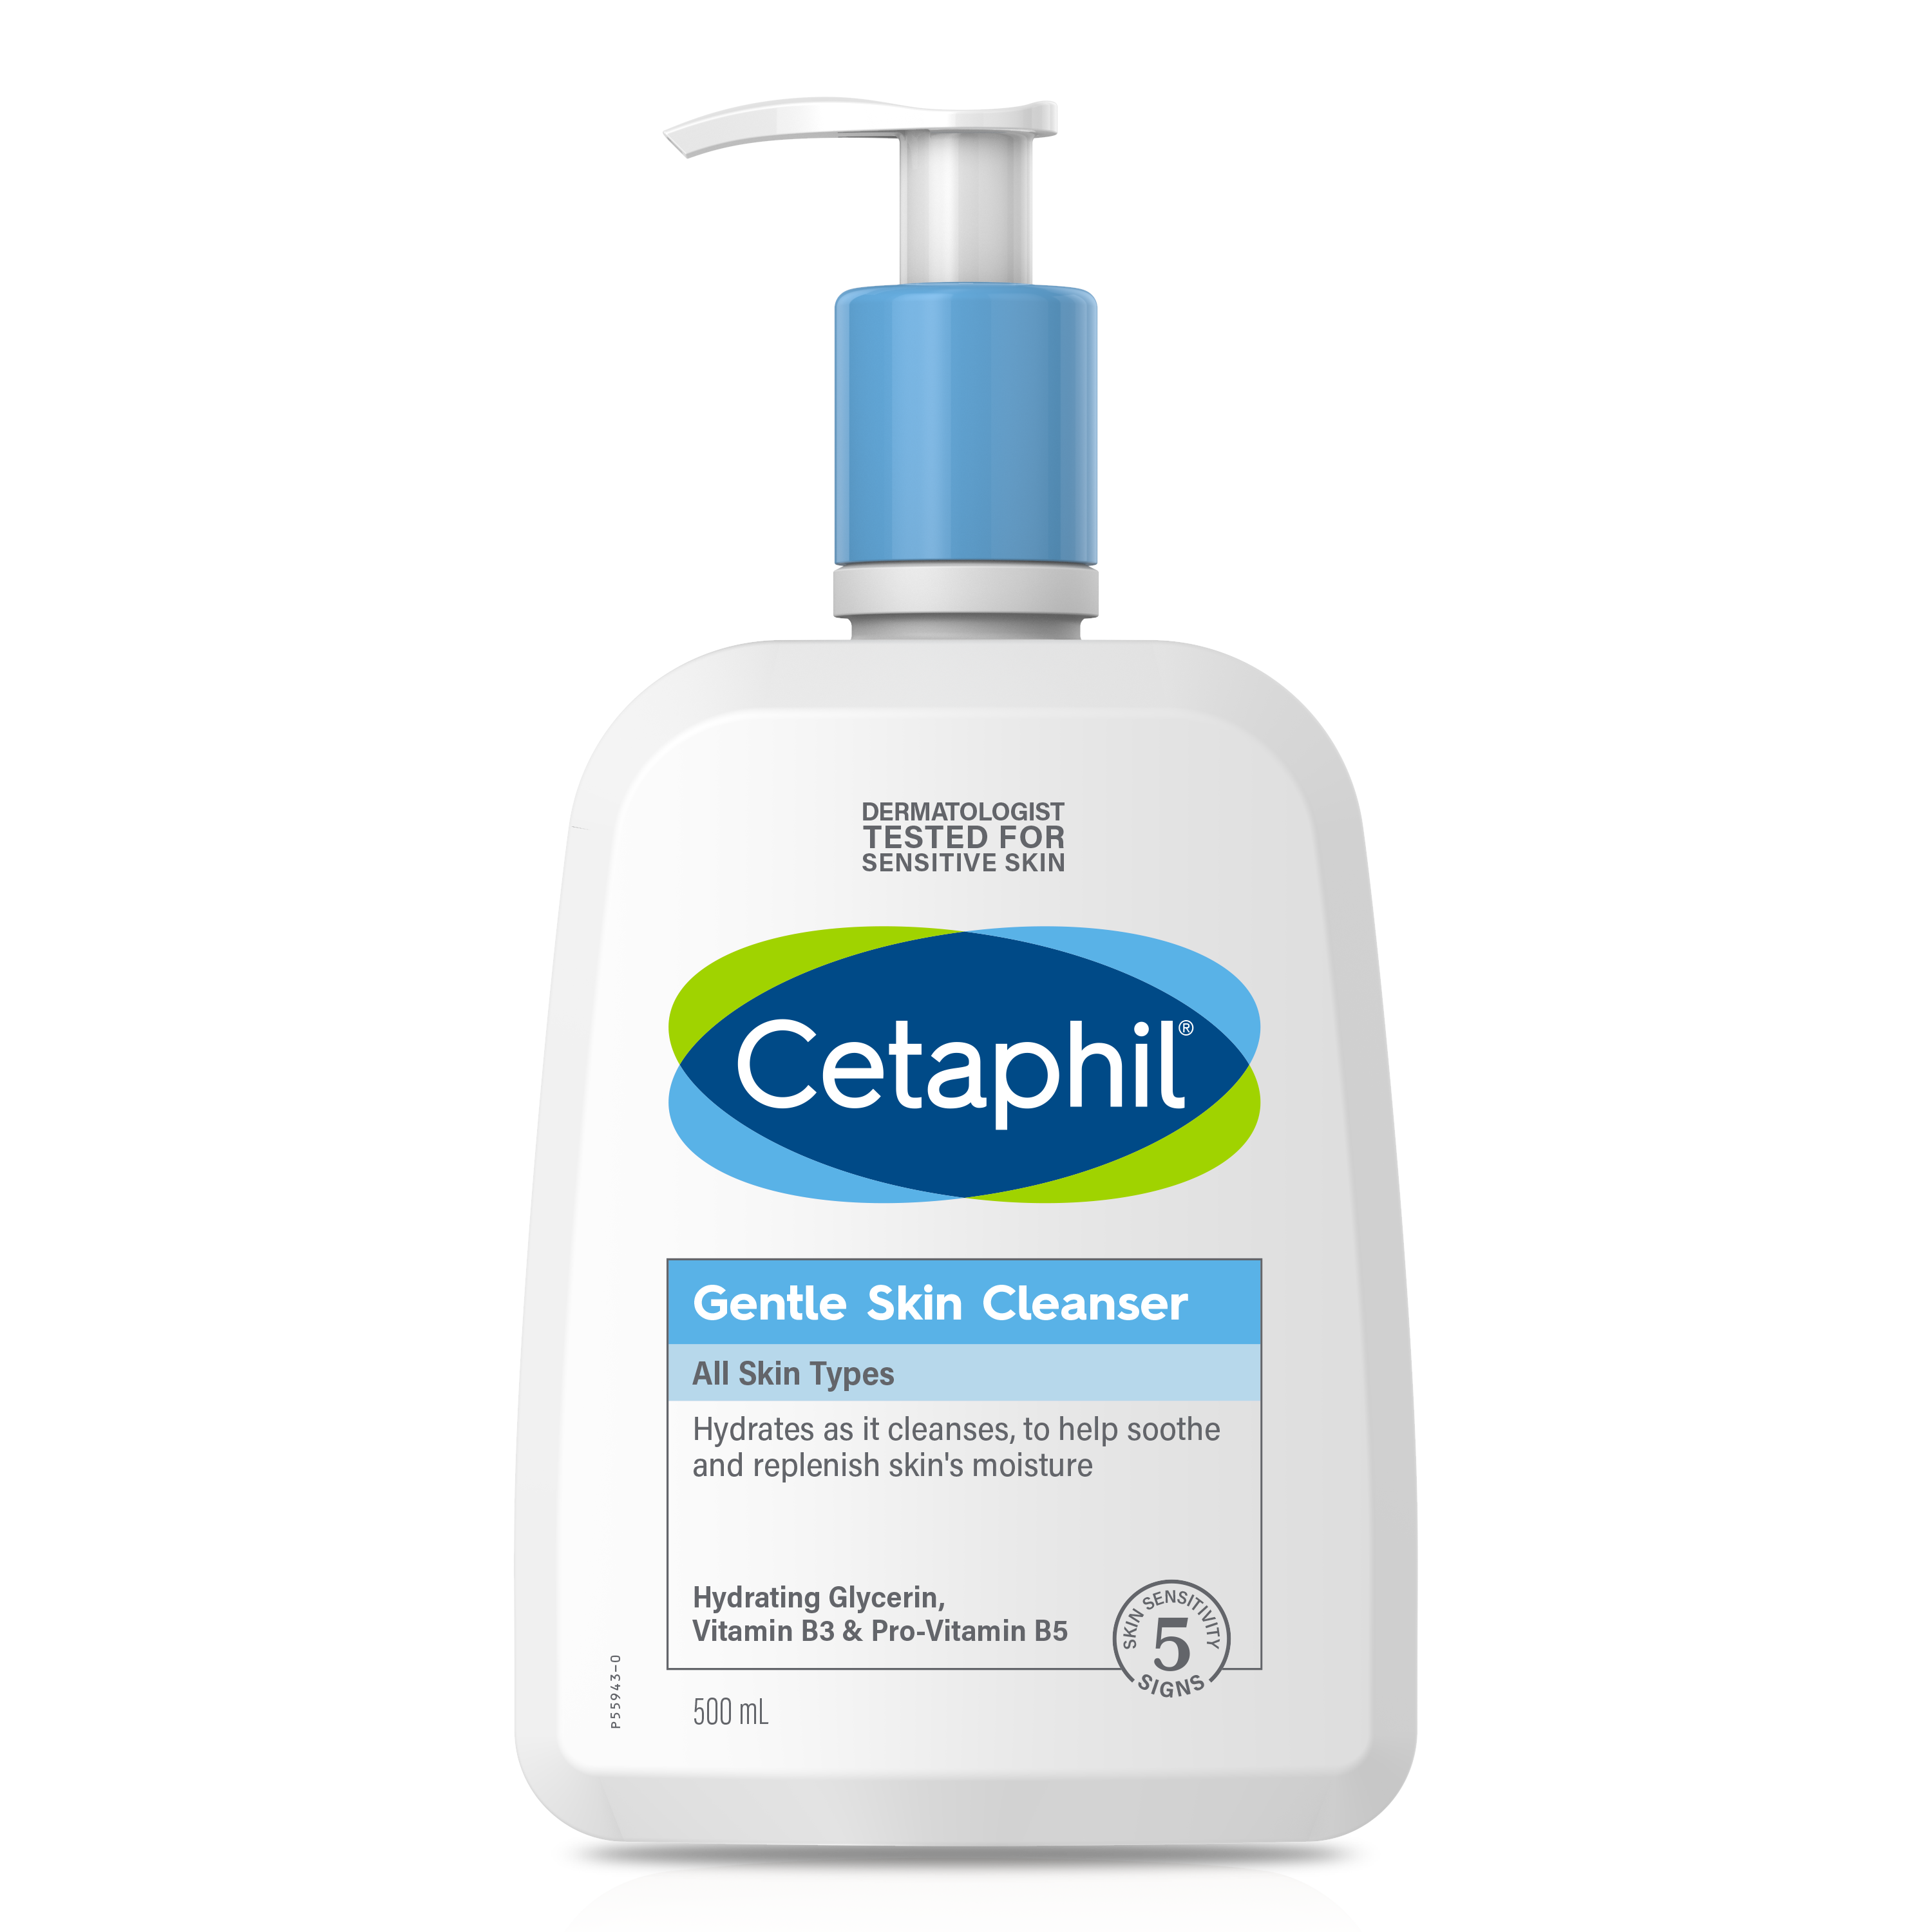 DERMATOLOGIST
TESTED FOR
SENSITIVE SKIN
Cetaphil®
Gentle Skin Cleanser
All Skin Types
Hydrates as it cleanses, to help soothe
and replenish skin's moisture
Hydrating Glycerin,
Vitamin B3 & Pro-Vitamin B5
SKIN SENSITIVITY
5
SIGNS
500 mL
P55943-0